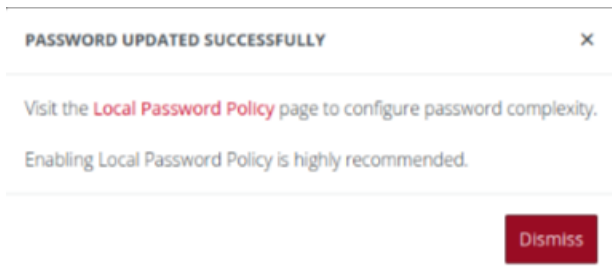 PASSWORD UPDATED SUCCESSFULLY ×
Visit the Local Password Policy page to configure password complexity.
Enabling Local Password Policy is highly recommended.
Dismiss